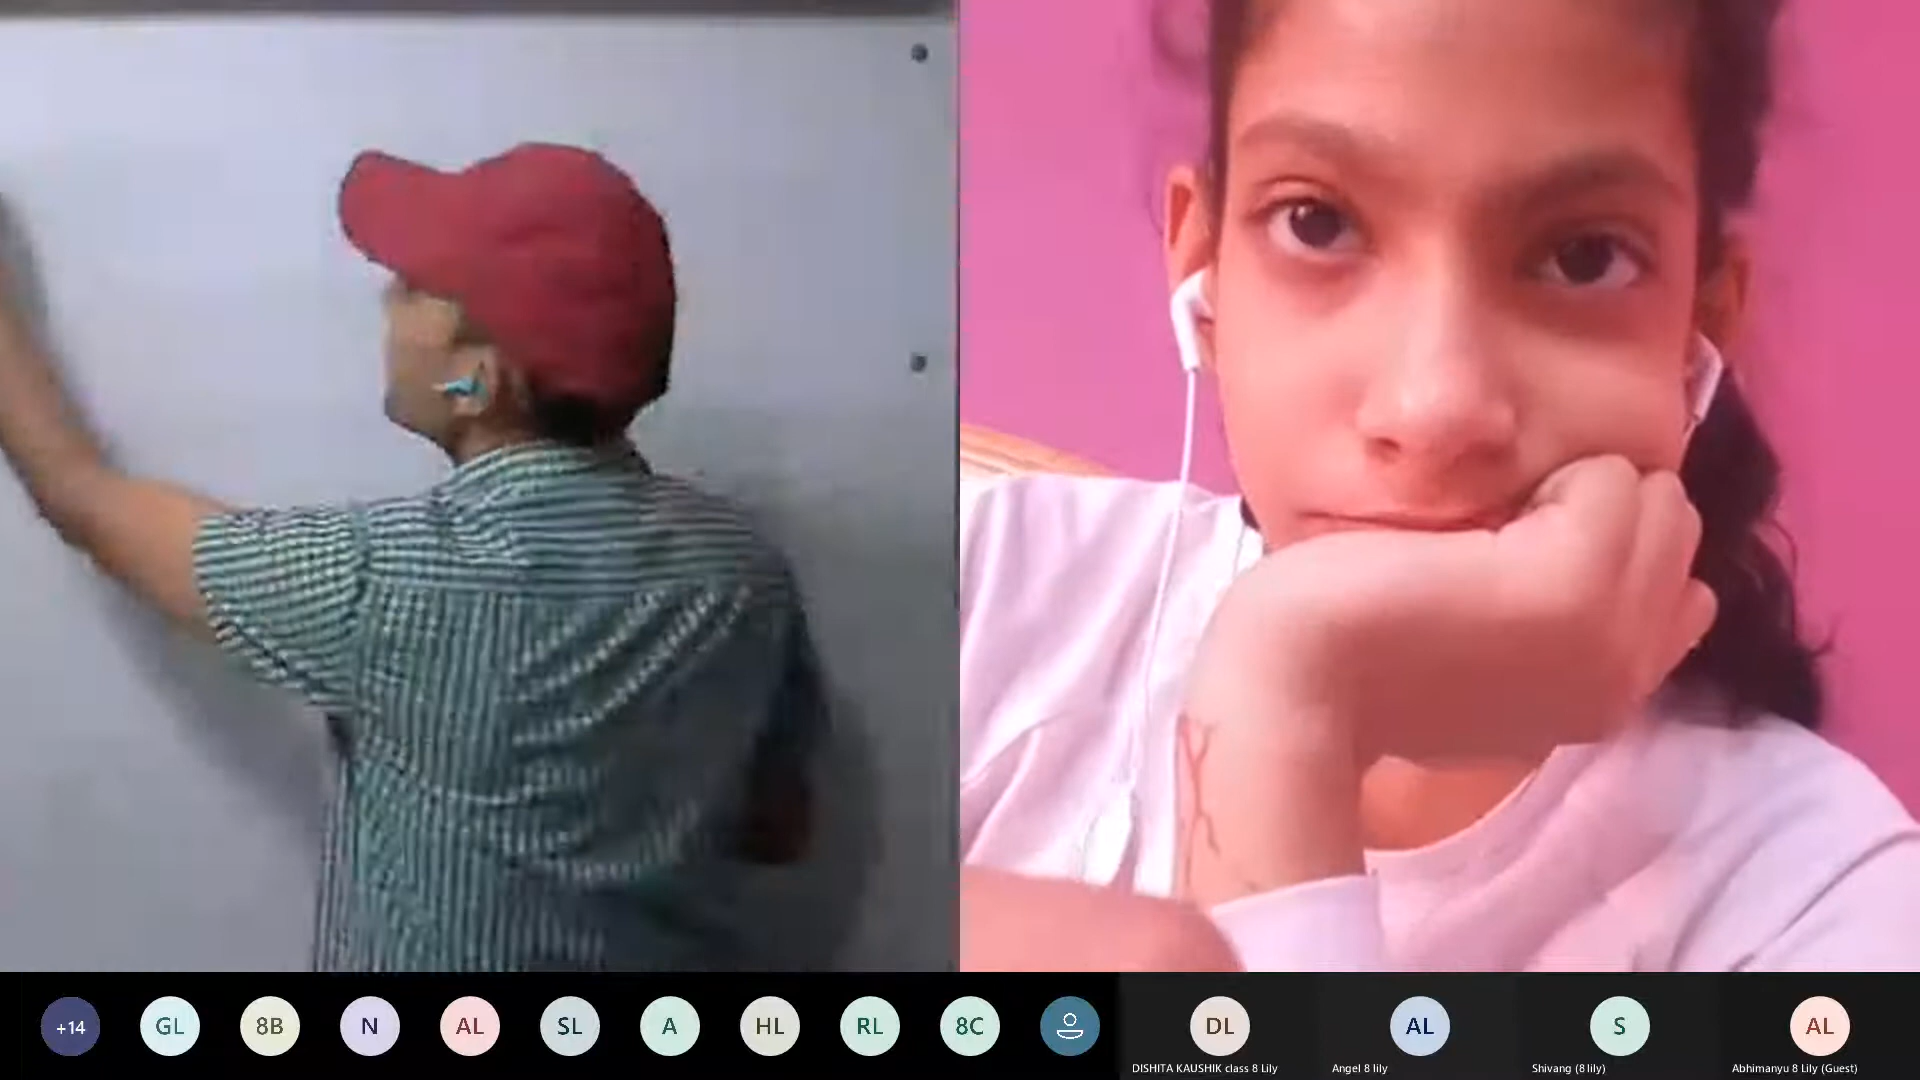 +14 GL 8B N AL SL A HL RL 8C DL AL S AL
DISHITA KAUSHIK class 8 Lily Angel 8 lily Shivang (8 lily) Abhimanyu 8 Lily (Guest)